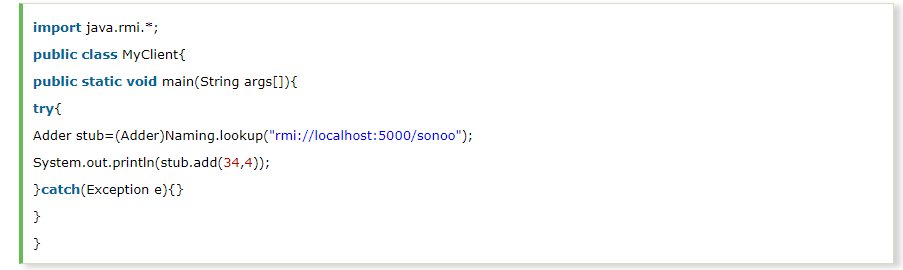 import java.rmi.*;
public class MyClient{
public static void main(String args[]){
try{
Adder stub=(Adder)Naming.lookup("rmi://localhost:5000/sonoo");
System.out.println(stub.add(34,4));
}catch(Exception e){}
}
}